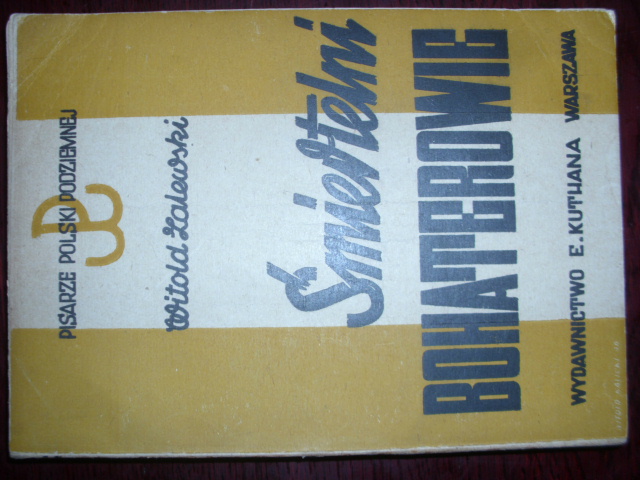 PISARZE POLSKI PODZIEMNEJ
Witold Zalewski
Śmiertelni
BOHATEROWIE
WYDAWNICTWO E.KUTHANA WARSZAWA